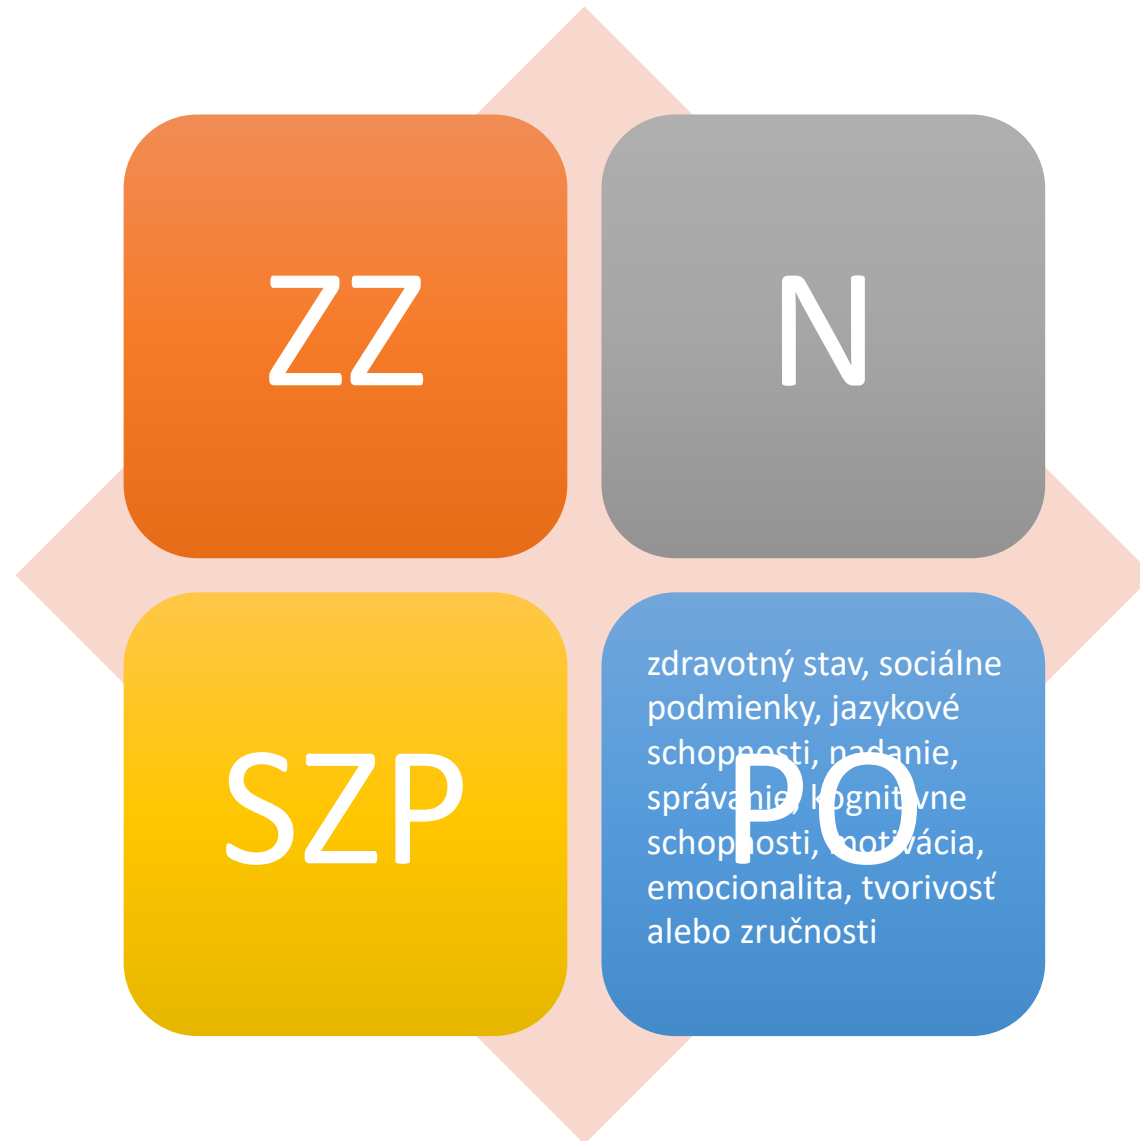 ZZ
N
SZP
PO
zdravotný stav, sociálne
podmienky, jazykové
schopnosti, nadanie,
správanie, kognitívne
schopnosti, motivácia,
emocionalita, tvorivosť
alebo zručnosti